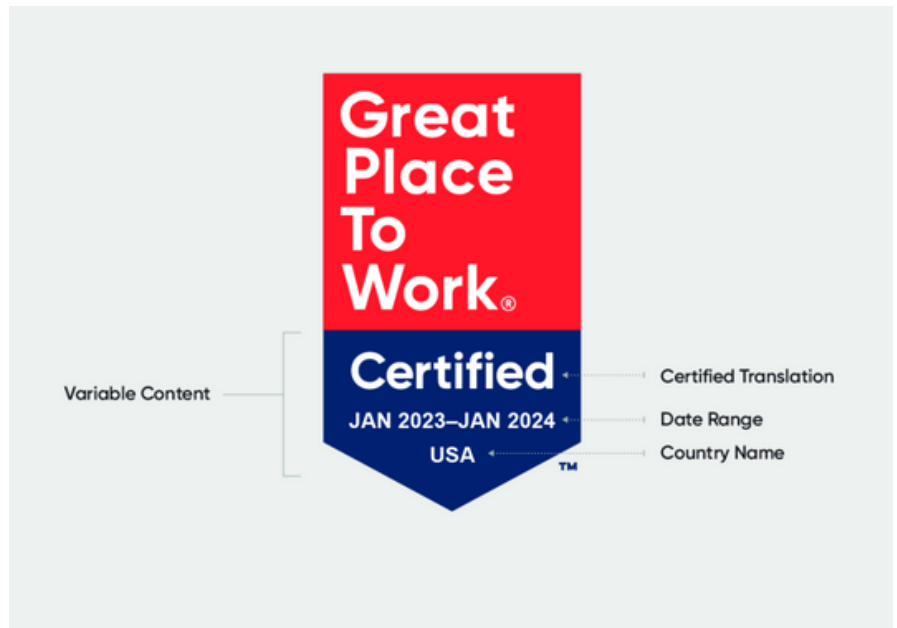 Great
Place
To
Work®
Certified
JAN 2023–JAN 2024
USA
™
Variable Content
Certified Translation
Date Range
Country Name